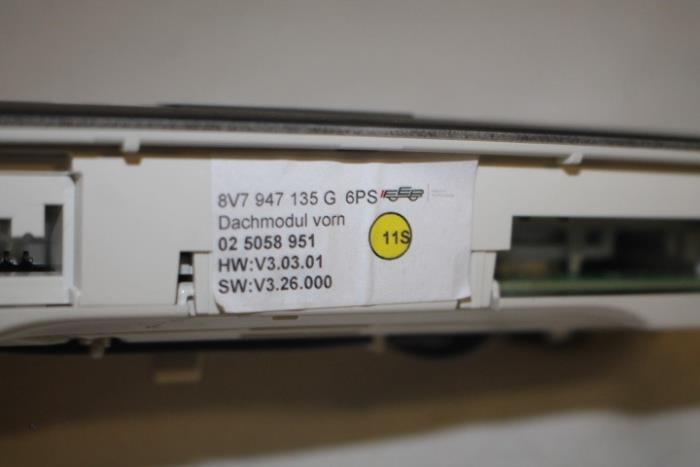 8V7 947 135 G 6PS
Dachmodul vorn
02 5058 951
11S
HW:V3.03.01
SW:V3.26.000